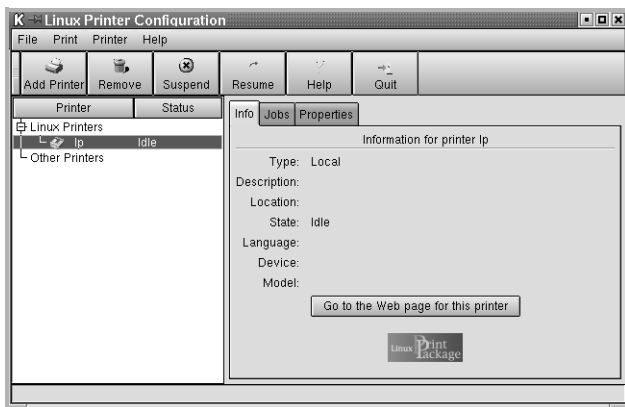 K Linux Printer Configuration
File Print Printer Help
Add Printer Remove Suspend Resume Help Quit
Printer Status
Linux Printers
lp Idle
Other Printers
Info Jobs Properties
Information for printer lp
Type: Local
Description:
Location:
State: Idle
Language:
Device:
Model:
Go to the Web page for this printer
Linux Print Package